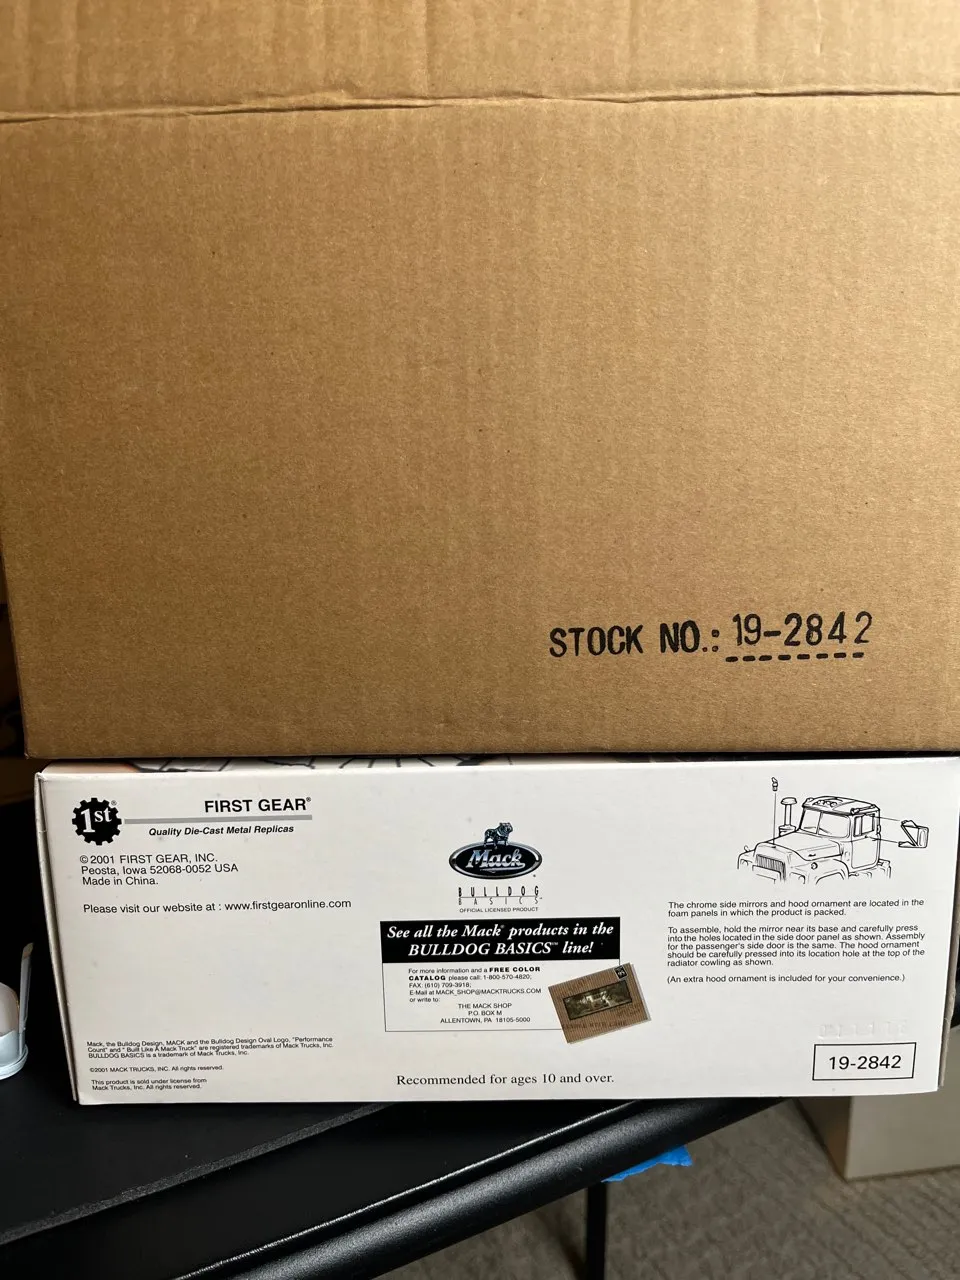 STOCK NO.: 19-2842
1st®
FIRST GEAR®
Quality Die-Cast Metal Replicas
©2001 FIRST GEAR, INC.
Peosta, Iowa 52068-0052 USA
Made in China.
Please visit our website at : www.firstgearonline.com
Mack, the Bulldog Design, MACK and the Bulldog Design Oval Logo. "Performance
Count" and " Built Like A Mack Truck" are registered trademarks of Mack Trucks, Inc.
BULLDOG BASICS is a trademark of Mack Trucks, Inc.
©2001 MACK TRUCKS, INC. All rights reserved.
This product is sold under license from
Mack Trucks, Inc. All rights reserved.
Mack
BULLDOG
BASICS™
OFFICIAL LICENSED PRODUCT
See all the Mack® products in the
BULLDOG BASICS™ line!
For more information and a FREE COLOR
CATALOG please call: 1-800-570-4820;
FAX: (610) 709-3918;
E-Mail at MACK_SHOP@MACKTRUCKS.COM
or write to:
THE MACK SHOP
P.O. BOX M
ALLENTOWN, PA 18105-5000
Recommended for ages 10 and over.
The chrome side mirrors and hood ornament are located in the
foam panels in which the product is packed.
To assemble, hold the mirror near its base and carefully press
into the holes located in the side door panel as shown. Assembly
for the passenger's side door is the same. The hood ornament
should be carefully pressed into its location hole at the top of the
radiator cowling as shown.
(An extra hood ornament is included for your convenience.)
19-2842